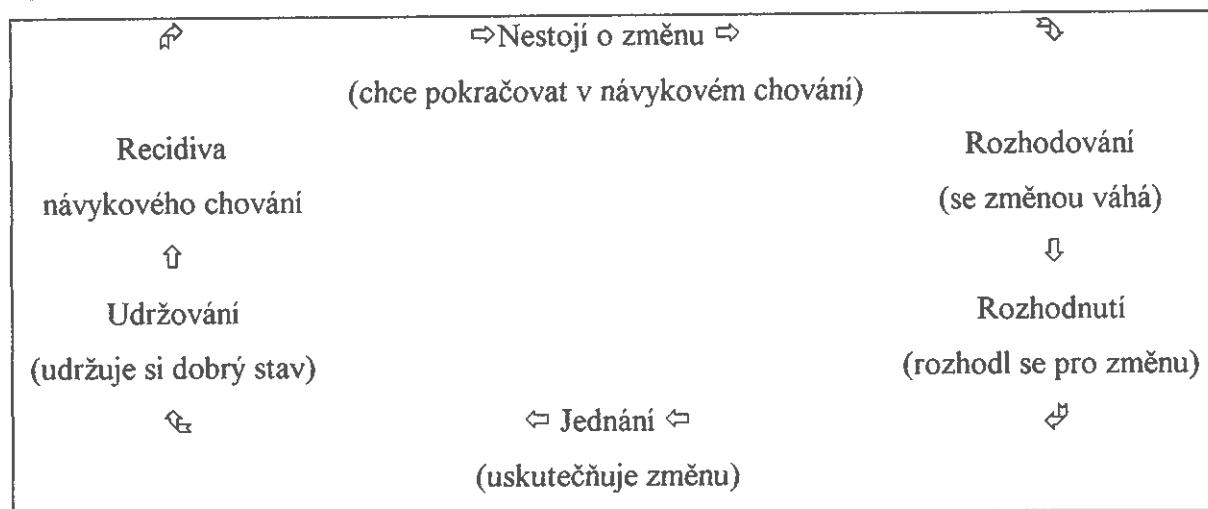 ⇨Nestojí o změnu ⇨
(chce pokračovat v návykovém chování)
Rozhodování
(se změnou váhá)
⇩
Rozhodnutí
(rozhodl se pro změnu)
⇦ Jednání ⇦
(uskutečňuje změnu)
Udržování
(udržuje si dobrý stav)
⇧
Recidiva
návykového chování